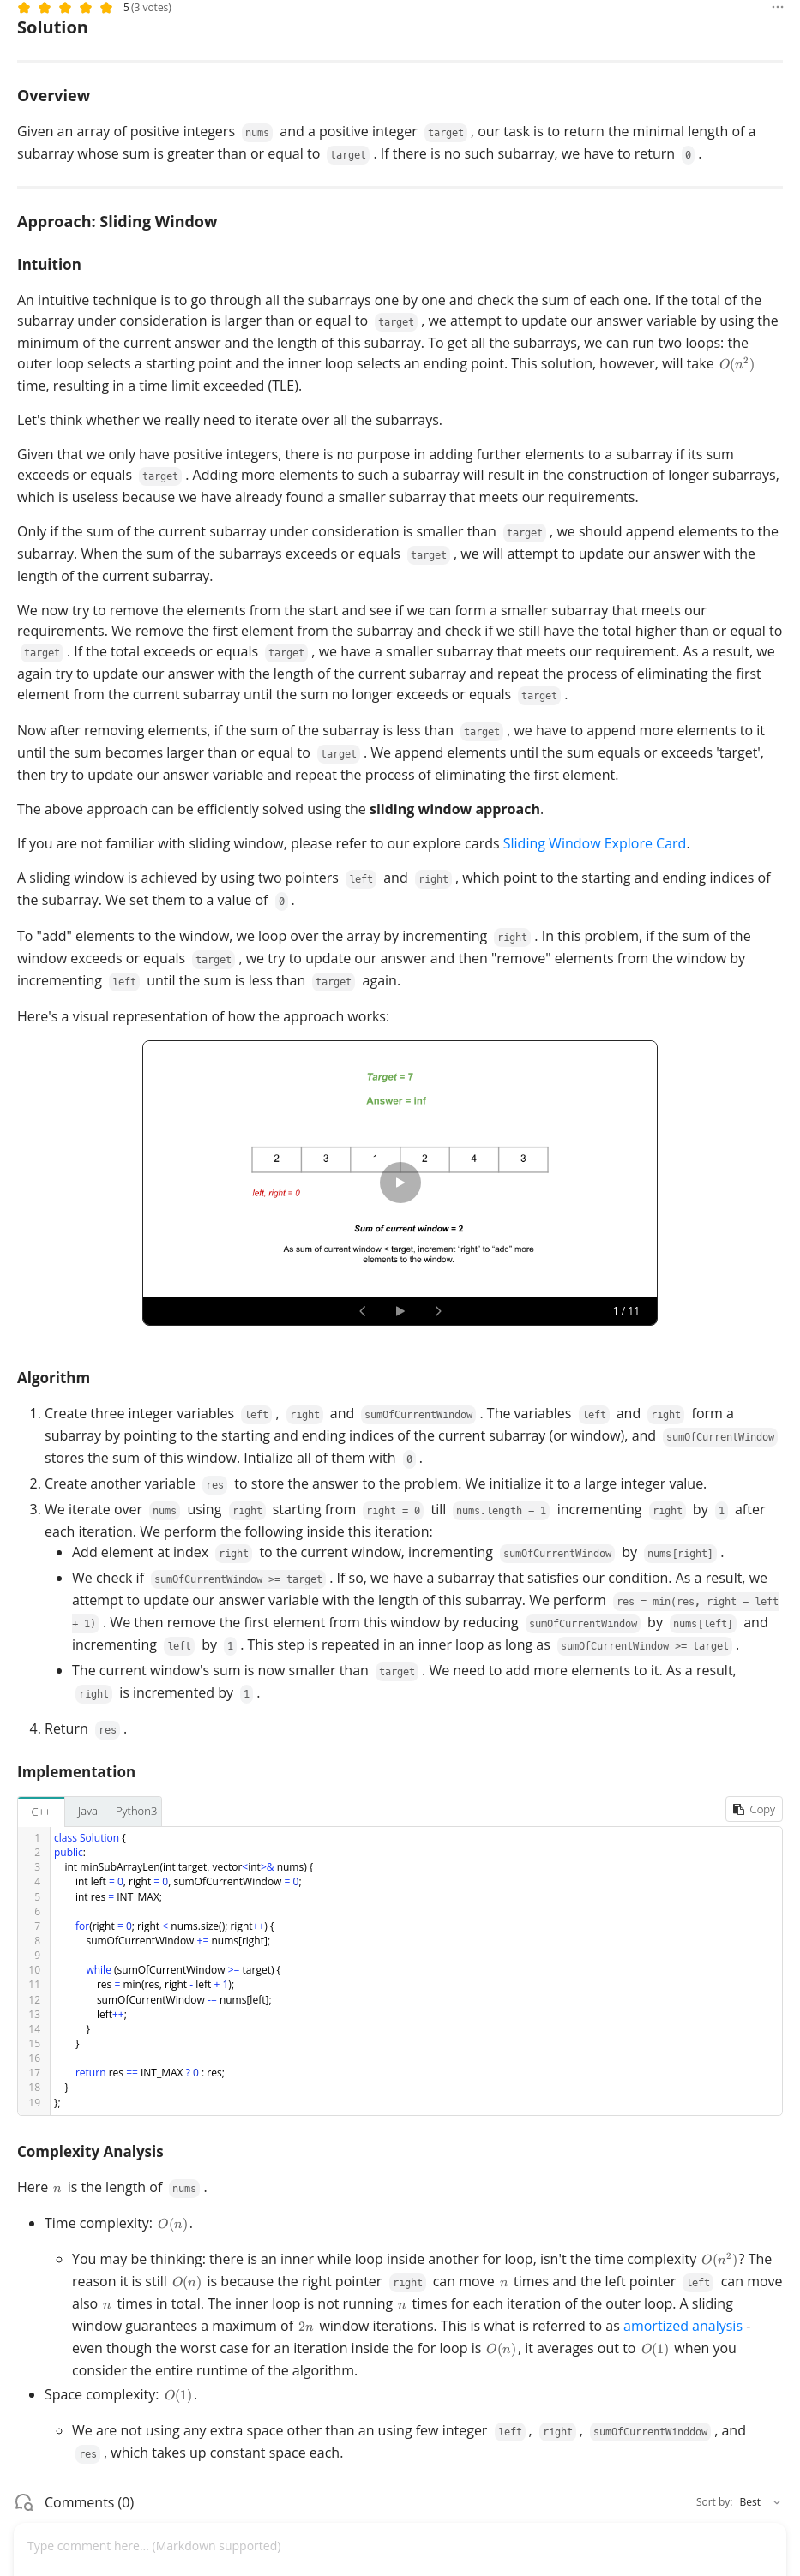 5 (3 votes)
Solution
Overview
Given an array of positive integers nums and a positive integer target , our task is to return the minimal length of a
subarray whose sum is greater than or equal to target . If there is no such subarray, we have to return 0 .
Approach: Sliding Window
Intuition
An intuitive technique is to go through all the subarrays one by one and check the sum of each one. If the total of the
subarray under consideration is larger than or equal to target , we attempt to update our answer variable by using the
minimum of the current answer and the length of this subarray. To get all the subarrays, we can run two loops: the
outer loop selects a starting point and the inner loop selects an ending point. This solution, however, will take O(n²)
time, resulting in a time limit exceeded (TLE).
Let's think whether we really need to iterate over all the subarrays.
Given that we only have positive integers, there is no purpose in adding further elements to a subarray if its sum
exceeds or equals target . Adding more elements to such a subarray will result in the construction of longer subarrays,
which is useless because we have already found a smaller subarray that meets our requirements.
Only if the sum of the current subarray under consideration is smaller than target , we should append elements to the
subarray. When the sum of the subarrays exceeds or equals target , we will attempt to update our answer with the
length of the current subarray.
We now try to remove the elements from the start and see if we can form a smaller subarray that meets our
requirements. We remove the first element from the subarray and check if we still have the total higher than or equal to
target . If the total exceeds or equals target , we have a smaller subarray that meets our requirement. As a result, we
again try to update our answer with the length of the current subarray and repeat the process of eliminating the first
element from the current subarray until the sum no longer exceeds or equals target .
Now after removing elements, if the sum of the subarray is less than target , we have to append more elements to it
until the sum becomes larger than or equal to target . We append elements until the sum equals or exceeds 'target',
then try to update our answer variable and repeat the process of eliminating the first element.
The above approach can be efficiently solved using the sliding window approach.
If you are not familiar with sliding window, please refer to our explore cards Sliding Window Explore Card.
A sliding window is achieved by using two pointers left and right , which point to the starting and ending indices of
the subarray. We set them to a value of 0 .
To "add" elements to the window, we loop over the array by incrementing right . In this problem, if the sum of the
window exceeds or equals target , we try to update our answer and then "remove" elements from the window by
incrementing left until the sum is less than target again.
Here's a visual representation of how the approach works:
Target = 7
Answer = inf
2 3 1 2 4 3
left, right = 0
Sum of current window = 2
As sum of current window < target, increment "right" to "add" more
elements to the window.
1 / 11
Algorithm
1. Create three integer variables left , right and sumOfCurrentWindow . The variables left and right form a
subarray by pointing to the starting and ending indices of the current subarray (or window), and sumOfCurrentWindow
stores the sum of this window. Intialize all of them with 0 .
2. Create another variable res to store the answer to the problem. We initialize it to a large integer value.
3. We iterate over nums using right starting from right = 0 till nums.length - 1 incrementing right by 1 after
each iteration. We perform the following inside this iteration:
• Add element at index right to the current window, incrementing sumOfCurrentWindow by nums[right] .
• We check if sumOfCurrentWindow >= target . If so, we have a subarray that satisfies our condition. As a result, we
attempt to update our answer variable with the length of this subarray. We perform res = min(res, right - left
+ 1) . We then remove the first element from this window by reducing sumOfCurrentWindow by nums[left] and
incrementing left by 1 . This step is repeated in an inner loop as long as sumOfCurrentWindow >= target .
• The current window's sum is now smaller than target . We need to add more elements to it. As a result,
right is incremented by 1 .
4. Return res .
Implementation
C++ Java Python3 Copy
1 class Solution {
2 public:
3 int minSubArrayLen(int target, vector<int>& nums) {
4 int left = 0, right = 0, sumOfCurrentWindow = 0;
5 int res = INT_MAX;
6
7 for(right = 0; right < nums.size(); right++) {
8 sumOfCurrentWindow += nums[right];
9
10 while (sumOfCurrentWindow >= target) {
11 res = min(res, right - left + 1);
12 sumOfCurrentWindow -= nums[left];
13 left++;
14 }
15 }
16
17 return res == INT_MAX ? 0 : res;
18 }
19 };
Complexity Analysis
Here n is the length of nums .
• Time complexity: O(n).
◦ You may be thinking: there is an inner while loop inside another for loop, isn't the time complexity O(n²)? The
reason it is still O(n) is because the right pointer right can move n times and the left pointer left can move
also n times in total. The inner loop is not running n times for each iteration of the outer loop. A sliding
window guarantees a maximum of 2n window iterations. This is what is referred to as amortized analysis -
even though the worst case for an iteration inside the for loop is O(n), it averages out to O(1) when you
consider the entire runtime of the algorithm.
• Space complexity: O(1).
◦ We are not using any extra space other than an using few integer left , right , sumOfCurrentWinddow , and
res , which takes up constant space each.
Comments (0) Sort by: Best
Type comment here... (Markdown supported)